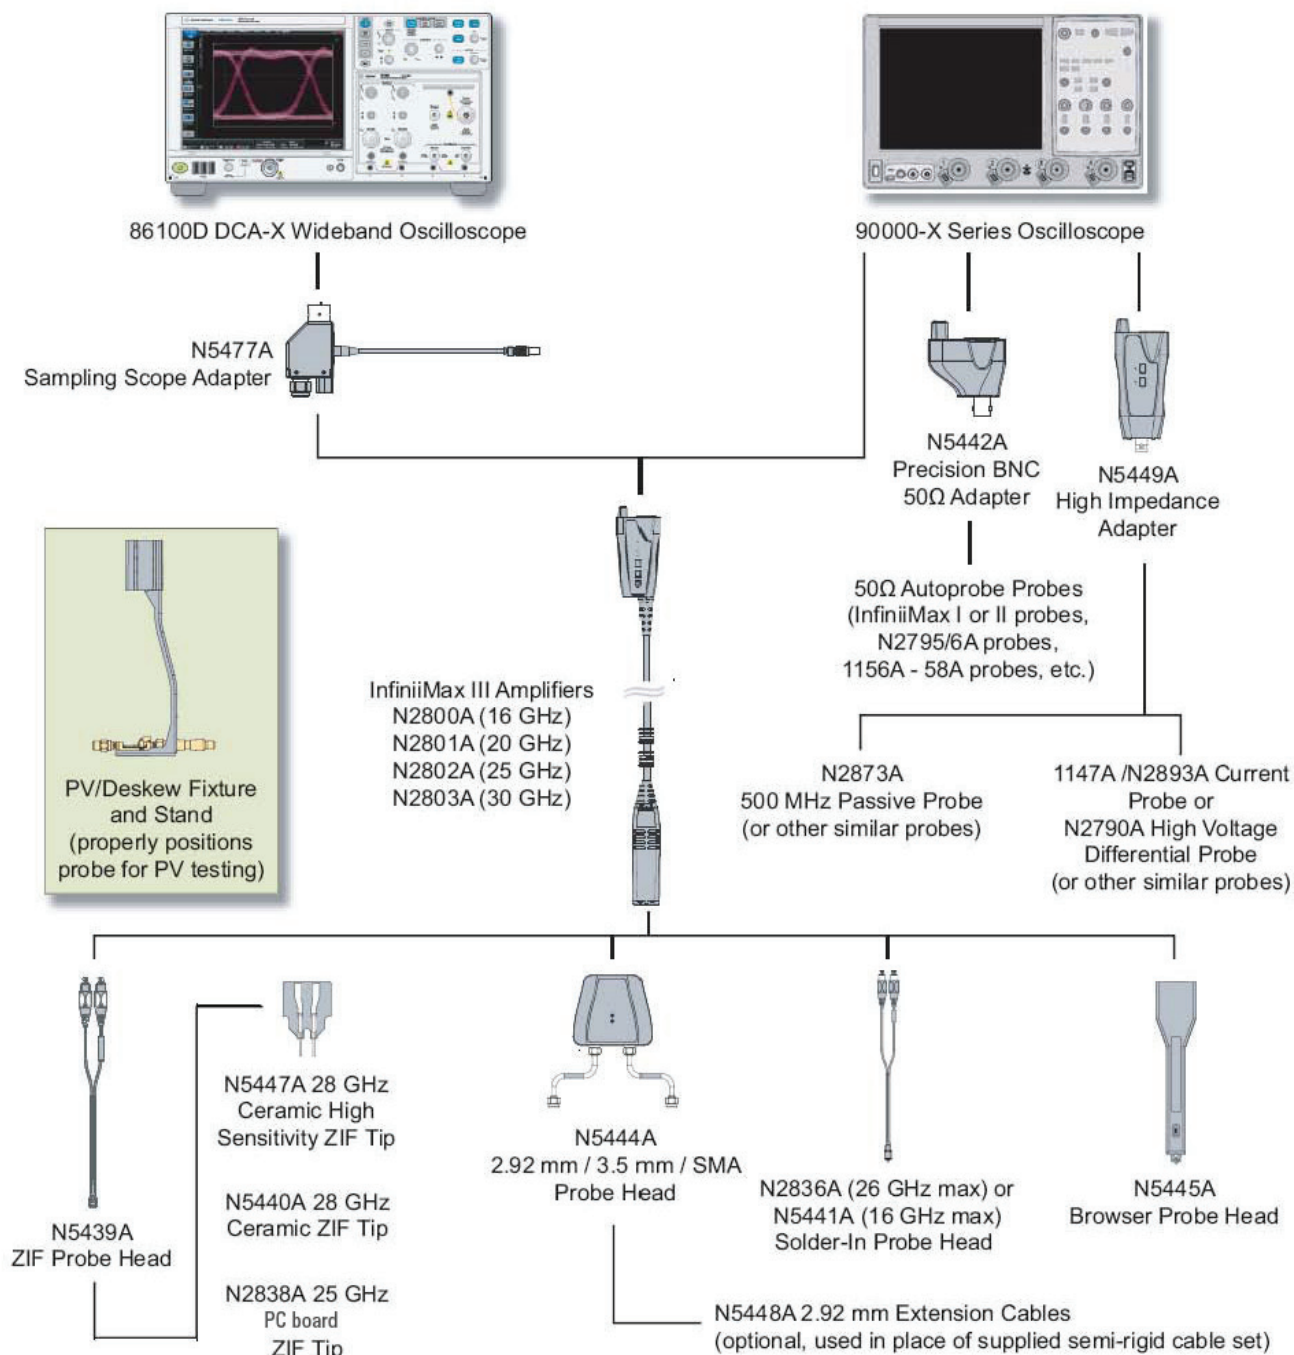 86100D DCA-X Wideband Oscilloscope
90000-X Series Oscilloscope
N5477A
Sampling Scope Adapter
N5442A
Precision BNC
50Ω Adapter
N5449A
High Impedance
Adapter
50Ω Autoprobe Probes
(InfiniiMax I or II probes,
N2795/6A probes,
1156A - 58A probes, etc.)
InfiniiMax III Amplifiers
N2800A (16 GHz)
N2801A (20 GHz)
N2802A (25 GHz)
N2803A (30 GHz)
PV/Deskew Fixture
and Stand
(properly positions
probe for PV testing)
N2873A
500 MHz Passive Probe
(or other similar probes)
1147A /N2893A Current
Probe or
N2790A High Voltage
Differential Probe
(or other similar probes)
N5439A
ZIF Probe Head
N5447A 28 GHz
Ceramic High
Sensitivity ZIF Tip
N5440A 28 GHz
Ceramic ZIF Tip
N2838A 25 GHz
PC board
ZIF Tip
N5444A
2.92 mm / 3.5 mm / SMA
Probe Head
N2836A (26 GHz max) or
N5441A (16 GHz max)
Solder-In Probe Head
N5445A
Browser Probe Head
N5448A 2.92 mm Extension Cables
(optional, used in place of supplied semi-rigid cable set)